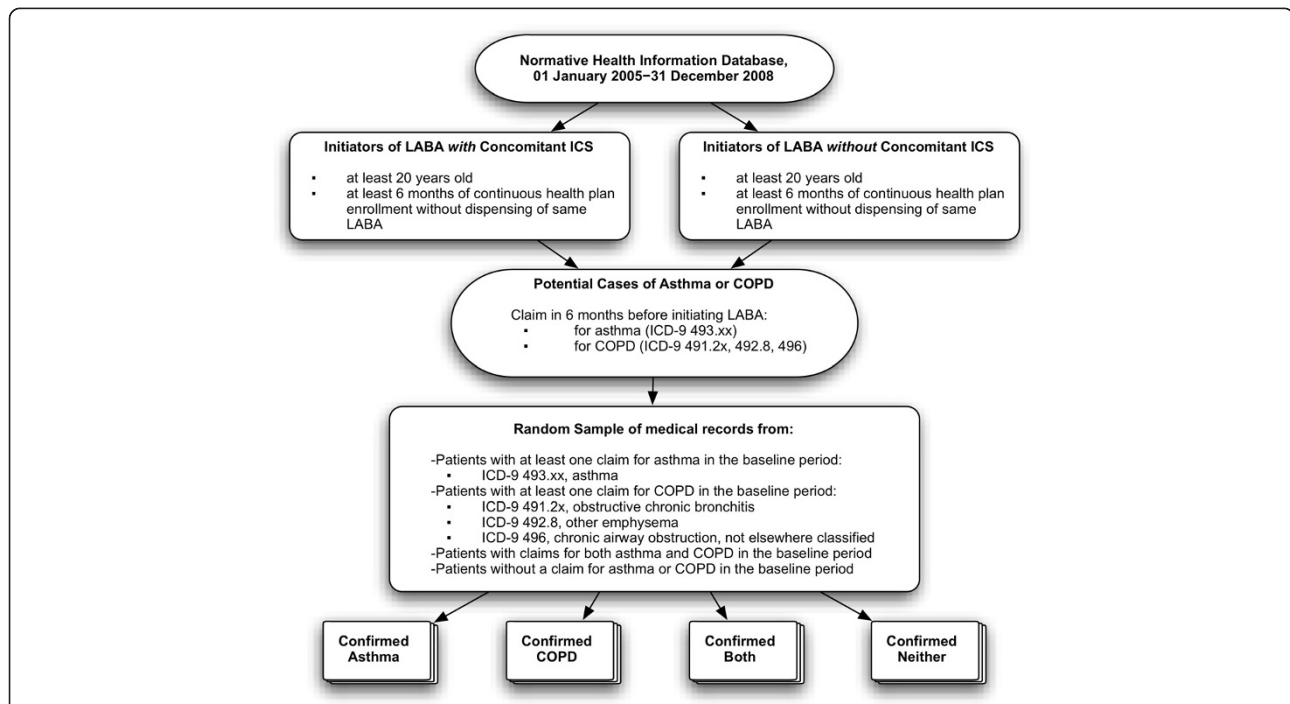 Normative Health Information Database,
01 January 2005–31 December 2008
Initiators of LABA with Concomitant ICS
▪ at least 20 years old
▪ at least 6 months of continuous health plan
enrollment without dispensing of same
LABA
Initiators of LABA without Concomitant ICS
▪ at least 20 years old
▪ at least 6 months of continuous health plan
enrollment without dispensing of same
LABA
Potential Cases of Asthma or COPD
Claim in 6 months before initiating LABA:
▪ for asthma (ICD-9 493.xx)
▪ for COPD (ICD-9 491.2x, 492.8, 496)
Random Sample of medical records from:
-Patients with at least one claim for asthma in the baseline period:
▪ ICD-9 493.xx, asthma
-Patients with at least one claim for COPD in the baseline period:
▪ ICD-9 491.2x, obstructive chronic bronchitis
▪ ICD-9 492.8, other emphysema
▪ ICD-9 496, chronic airway obstruction, not elsewhere classified
-Patients with claims for both asthma and COPD in the baseline period
-Patients without a claim for asthma or COPD in the baseline period
Confirmed
Asthma
Confirmed
COPD
Confirmed
Both
Confirmed
Neither